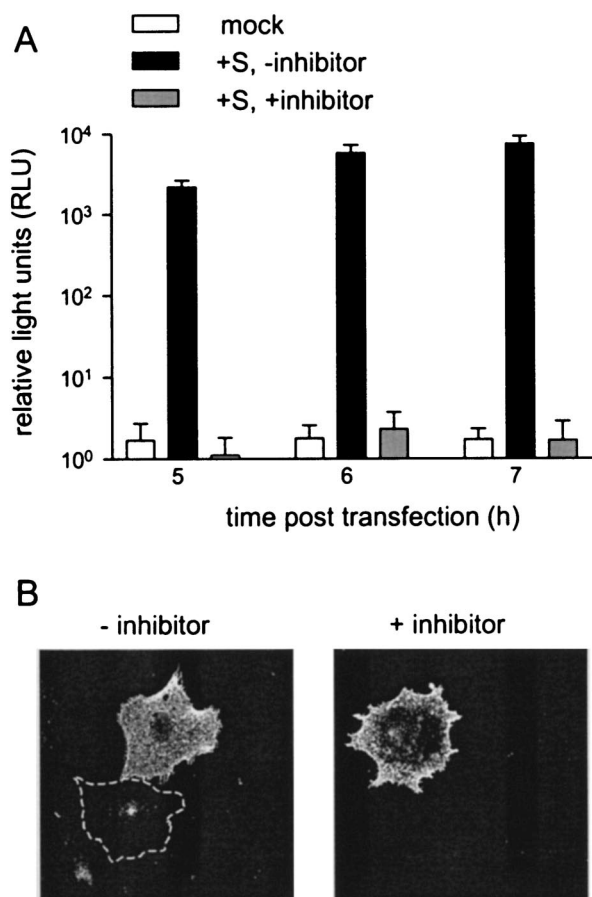 A
mock
+S, -inhibitor
+S, +inhibitor
relative light units (RLU)
10⁴
10³
10²
10¹
10⁰
5 6 7
time post transfection (h)
B
- inhibitor + inhibitor